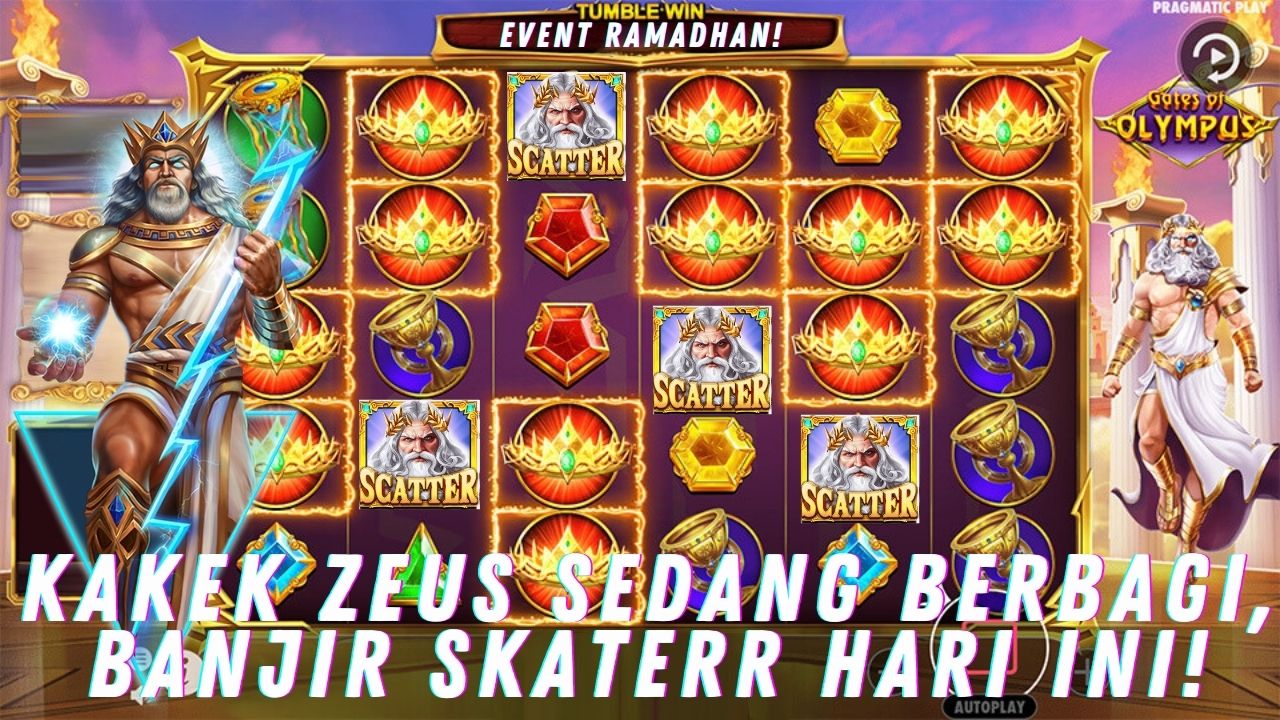 PRAGMATIC PLAY
TUMBLE WIN
EVENT RAMADHAN!
Gates of
OLYMPUS
SCATTER
SCATTER
SCATTER
SCATTER
KAKEK ZEUS SEDANG BERBAGI,
BANJIR SKATERR HARI INI!
AUTOPLAY